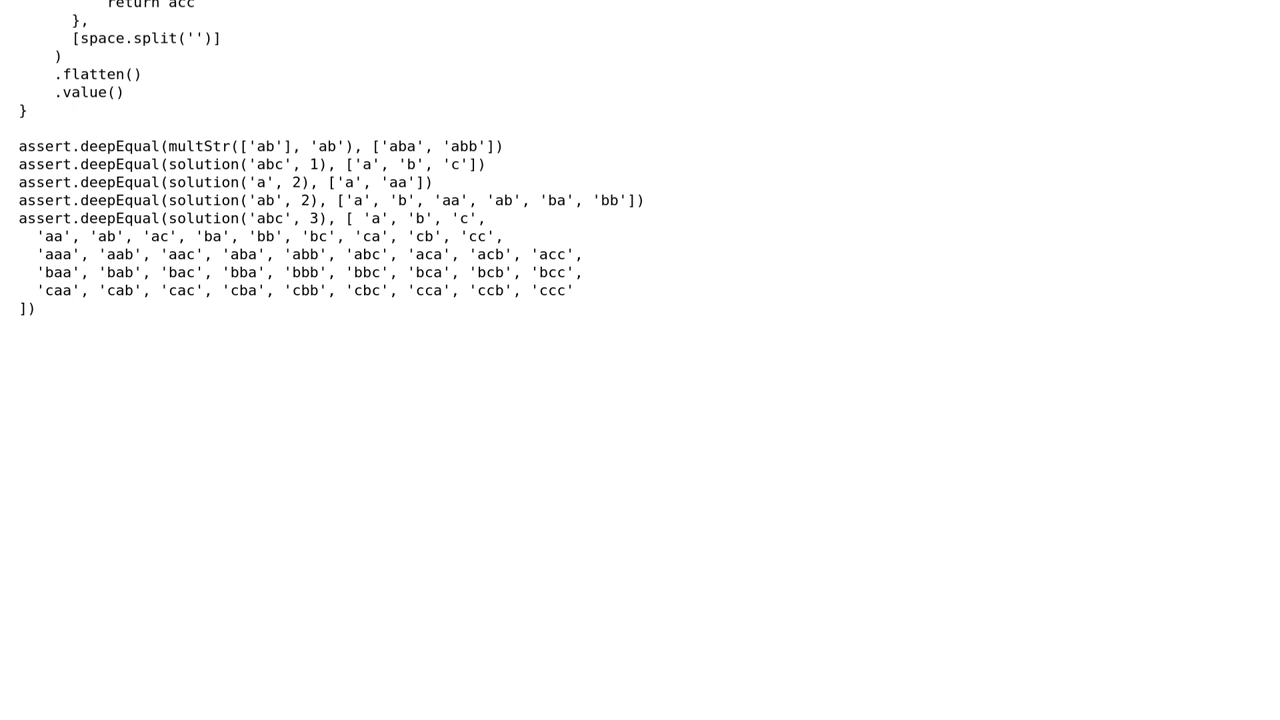 return acc
},
[space.split('')]
)
.flatten()
.value()
}
assert.deepEqual(multStr(['ab'], 'ab'), ['aba', 'abb'])
assert.deepEqual(solution('abc', 1), ['a', 'b', 'c'])
assert.deepEqual(solution('a', 2), ['a', 'aa'])
assert.deepEqual(solution('ab', 2), ['a', 'b', 'aa', 'ab', 'ba', 'bb'])
assert.deepEqual(solution('abc', 3), [ 'a', 'b', 'c',
'aa', 'ab', 'ac', 'ba', 'bb', 'bc', 'ca', 'cb', 'cc',
'aaa', 'aab', 'aac', 'aba', 'abb', 'abc', 'aca', 'acb', 'acc',
'baa', 'bab', 'bac', 'bba', 'bbb', 'bbc', 'bca', 'bcb', 'bcc',
'caa', 'cab', 'cac', 'cba', 'cbb', 'cbc', 'cca', 'ccb', 'ccc'
])